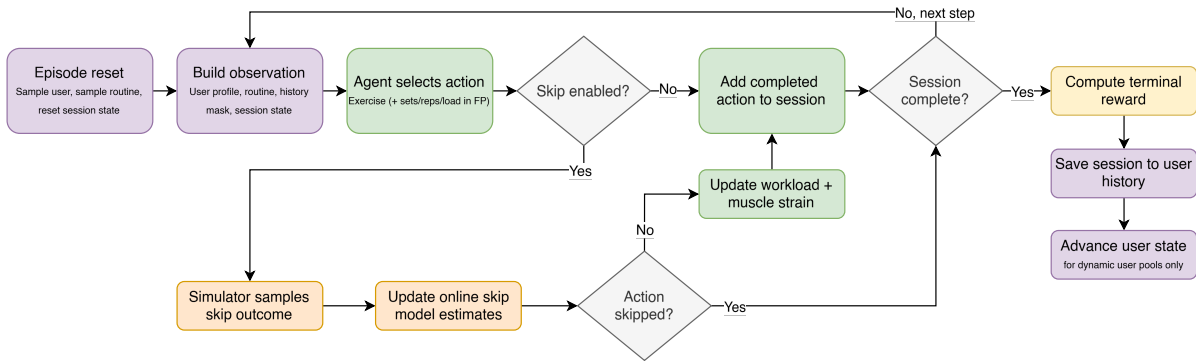 No, next step
Episode reset
Sample user, sample routine,
reset session state
Build observation
User profile, routine, history
mask, session state
Agent selects action
Exercise (+ sets/reps/load in FP)
Skip enabled?
No
Add completed
action to session
Session
complete?
Yes
Compute terminal
reward
Yes
Update workload +
muscle strain
Save session to user
history
No
Advance user state
for dynamic user pools only
Simulator samples
skip outcome
Update online skip
model estimates
Action
skipped?
Yes